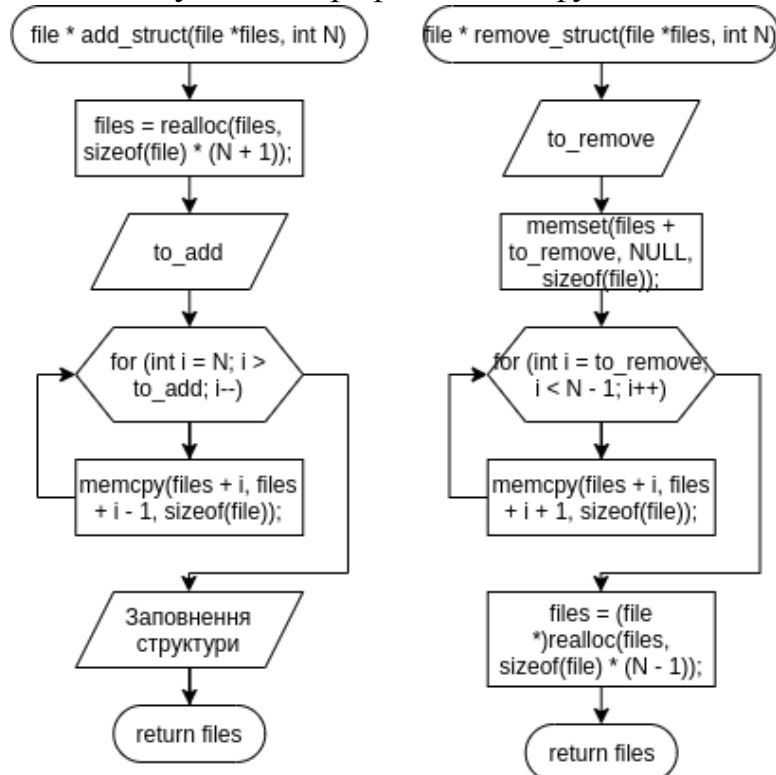 file * add_struct(file *files, int N)
files = realloc(files,
sizeof(file) * (N + 1));
to_add
for (int i = N; i >
to_add; i--)
memcpy(files + i, files
+ i - 1, sizeof(file));
Заповнення
структури
return files
file * remove_struct(file *files, int N)
to_remove
memset(files +
to_remove, NULL,
sizeof(file));
for (int i = to_remove;
i < N - 1; i++)
memcpy(files + i, files
+ i + 1, sizeof(file));
files = (file
*)realloc(files,
sizeof(file) * (N - 1));
return files